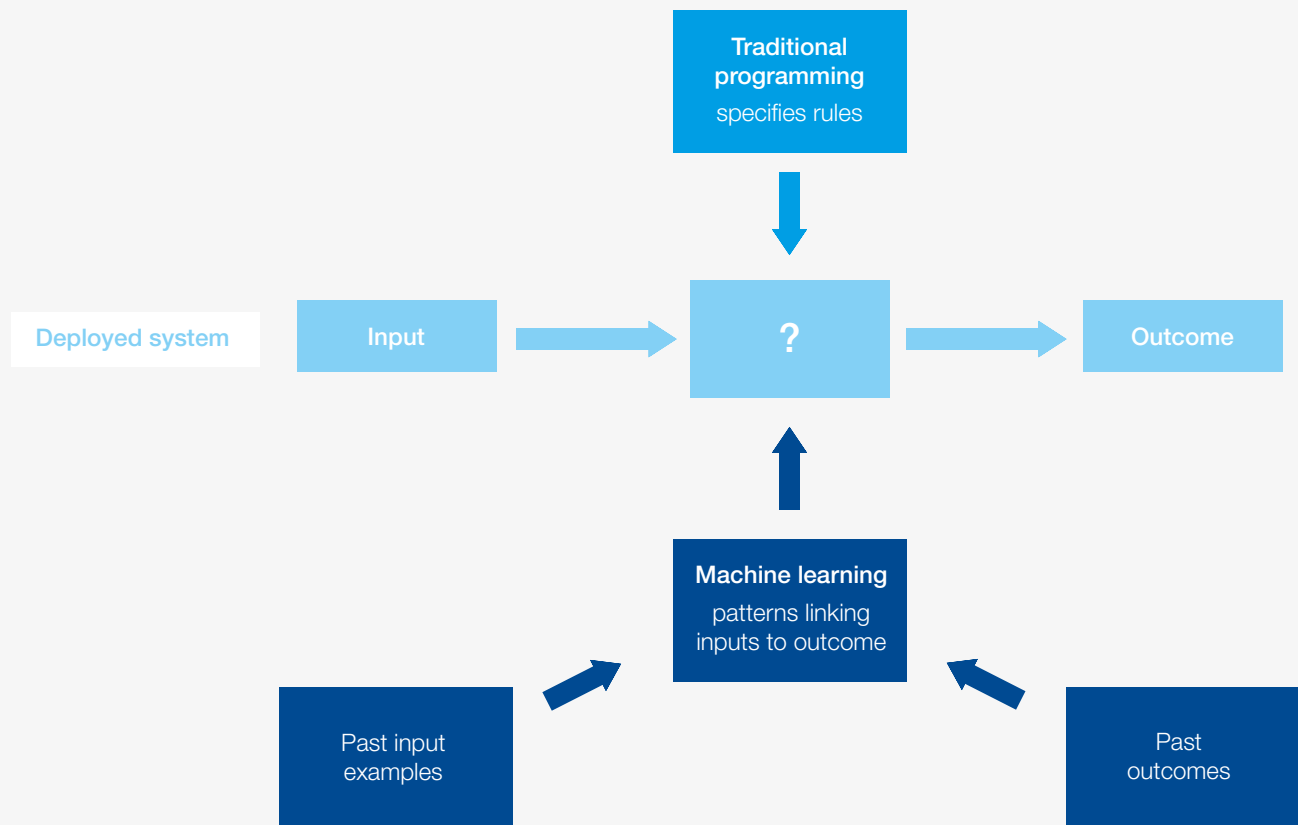 Traditional
programming
specifies rules
Deployed system
Input
?
Outcome
Machine learning
patterns linking
inputs to outcome
Past input
examples
Past
outcomes